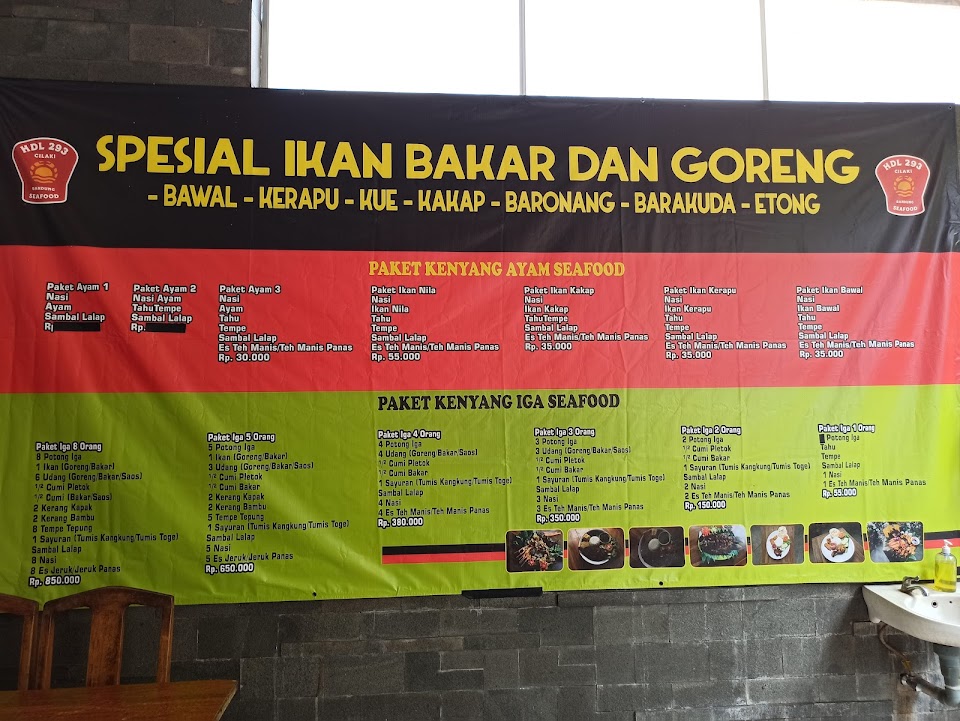 HDL 293
CILAKI
BANDUNG
SEAFOOD
SPESIAL IKAN BAKAR DAN GORENG
- BAWAL - KERAPU - KUE - KAKAP - BARONANG - BARAKUDA - ETONG
HDL 293
CILAKI
BANDUNG
SEAFOOD
PAKET KENYANG AYAM SEAFOOD
Paket Ayam 1
Nasi
Ayam
Sambal Lalap
Paket Ayam 2
Nasi Ayam
TahuTempe
Sambal Lalap
Rp.
Paket Ayam 3
Nasi
Ayam
Tahu
Tempe
Sambal Lalap
Es Teh Manis/Teh Manis Panas
Rp. 30.000
Paket Ikan Nila
Nasi
Ikan Nila
Tahu
Tempe
Sambal Lalap
Es Teh Manis/Teh Manis Panas
Rp. 55.000
Paket Ikan Kakap
Nasi
Ikan Kakap
TahuTempe
Sambal Lalap
Es Teh Manis/Teh Manis Panas
Rp. 35.000
Paket Ikan Kerapu
Nasi
Ikan Kerapu
Tahu
Tempe
Sambal Lalap
Es Teh Manis/Teh Manis Panas
Rp. 35.000
Paket Ikan Bawal
Nasi
Ikan Bawal
Tahu
Tempe
Sambal Lalap
Es Teh Manis/Teh Manis Panas
Rp. 35.000
PAKET KENYANG IGA SEAFOOD
Paket Iga 8 Orang
8 Potong Iga
1 Ikan (Goreng/Bakar)
6 Udang (Goreng/Bakar/Saos)
1/2 Cumi Pletok
1/2 Cumi (Bakar/Saos)
2 Kerang Kapak
2 Kerang Bambu
8 Tempe Tepung
1 Sayuran (Tumis Kangkung/Tumis Toge)
Sambal Lalap
8 Nasi
8 Es Jeruk/Jeruk Panas
Rp. 850.000
Paket Iga 5 Orang
5 Potong Iga
1 Ikan (Goreng/Bakar)
3 Udang (Goreng/Bakar/Saos)
1/2 Cumi Pletok
1/2 Cumi Bakar
2 Kerang Kapak
2 Kerang Bambu
5 Tempe Tepung
1 Sayuran (Tumis Kangkung/Tumis Toge)
Sambal Lalap
5 Nasi
5 Es Jeruk/Jeruk Panas
Rp. 650.000
Paket Iga 4 Orang
4 Potong Iga
4 Udang (Goreng/Bakar/Saos)
1/2 Cumi Pletok
1/2 Cumi Bakar
1 Sayuran (Tumis Kangkung/Tumis Toge)
Sambal Lalap
4 Nasi
4 Es Teh Manis/Teh Manis Panas
Rp. 380.000
Paket Iga 3 Orang
3 Potong Iga
3 Udang (Goreng/Bakar/Saos)
1/2 Cumi Pletok
1/2 Cumi Bakar
1 Sayuran (Tumis Kangkung/Tumis Toge)
Sambal Lalap
3 Nasi
3 Es Teh Manis/Teh Manis Panas
Rp. 350.000
Paket Iga 2 Orang
2 Potong Iga
1/2 Cumi Pletok
1/2 Cumi Bakar
1 Sayuran (Tumis Kangkung/Tumis Toge)
Sambal Lalap
2 Nasi
2 Es Teh Manis/Teh Manis Panas
Rp. 150.000
Paket Iga 1 Orang
Potong Iga
Tahu
Tempe
Sambal Lalap
1 Nasi
1 Es Teh Manis/Teh Manis Panas
Rp. 55.000